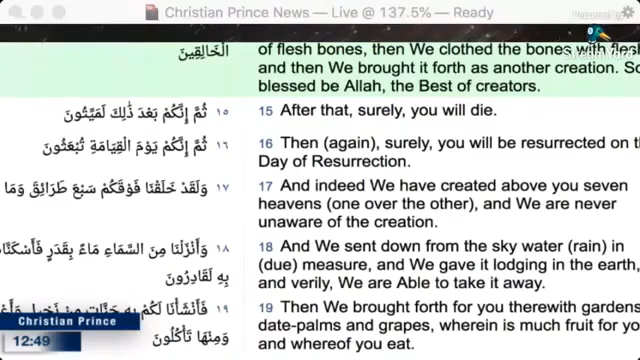 Christian Prince News — Live @ 137.5% — Ready
Powered by
StreamYard
الْخَالِقِينَ
of flesh bones, then We clothed the bones with flesh
and then We brought it forth as another creation. So
blessed be Allah, the Best of creators.
ثُمَّ إِنَّكُمْ بَعْدَ ذَٰلِكَ لَمَيِّتُونَ ١٥
15 After that, surely, you will die.
ثُمَّ إِنَّكُمْ يَوْمَ الْقِيَامَةِ تُبْعَثُونَ ١٦
16 Then (again), surely, you will be resurrected on th
Day of Resurrection.
وَلَقَدْ خَلَقْنَا فَوْقَكُمْ سَبْعَ طَرَائِقَ وَمَا ١٧
17 And indeed We have created above you seven
heavens (one over the other), and We are never
unaware of the creation.
وَأَنْزَلْنَا مِنَ السَّمَاءِ مَاءً بِقَدَرٍ فَأَسْكَنَّاهُ ١٨
بِهِ لَقَادِرُونَ
18 And We sent down from the sky water (rain) in
(due) measure, and We gave it lodging in the earth,
and verily, We are Able to take it away.
فَأَنْشَأْنَا لَكُمْ بِهِ جَنَّاتٍ مِنْ نَخِيلٍ ١٩
وَمِنْهَا تَأْكُلُونَ
19 Then We brought forth for you therewith gardens
date-palms and grapes, wherein is much fruit for yo
and whereof you eat.
Christian Prince
12:49